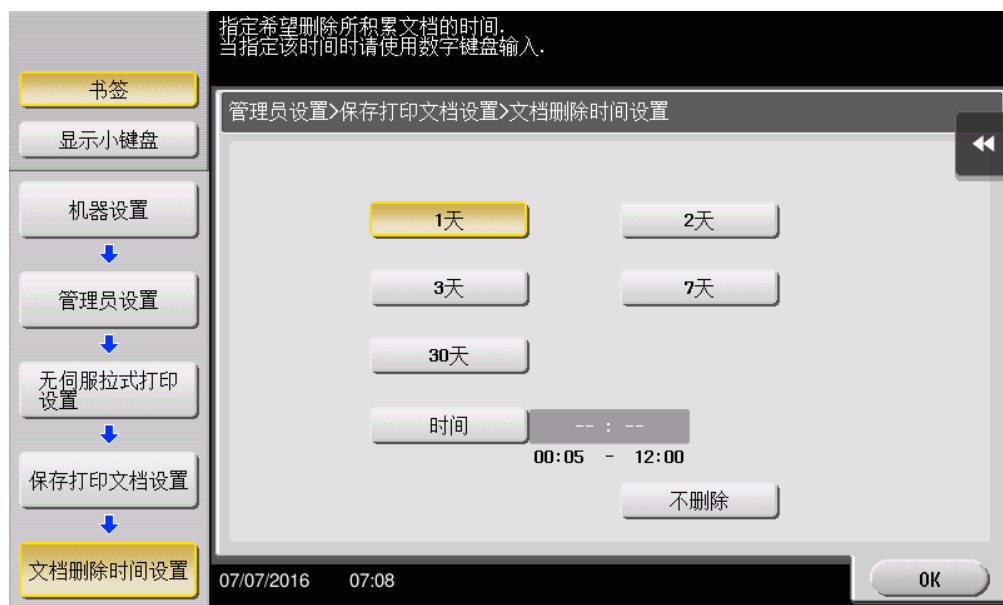 指定希望删除所积累文档的时间.
当指定该时间时请使用数字键盘输入.
书签
显示小键盘
机器设置
管理员设置
无伺服拉式打印
设置
保存打印文档设置
文档删除时间设置
管理员设置>保存打印文档设置>文档删除时间设置
1天
2天
3天
7天
30天
时间
-- : --
00:05 - 12:00
不删除
07/07/2016 07:08
OK